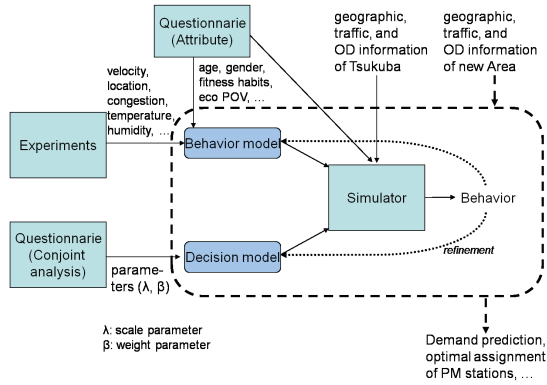 Questionnarie
(Attribute)
geographic,
traffic, and
OD information
of Tsukuba
geographic,
traffic, and
OD information
of new Area
velocity,
location,
congestion,
temperature,
humidity, ...
age, gender,
fitness habits,
eco POV, ...
Experiments
Behavior model
Simulator
Behavior
Questionnarie
(Conjoint
analysis)
Decision model
refinement
parame-
ters (λ, β)
λ: scale parameter
β: weight parameter
Demand prediction,
optimal assignment
of PM stations, ...